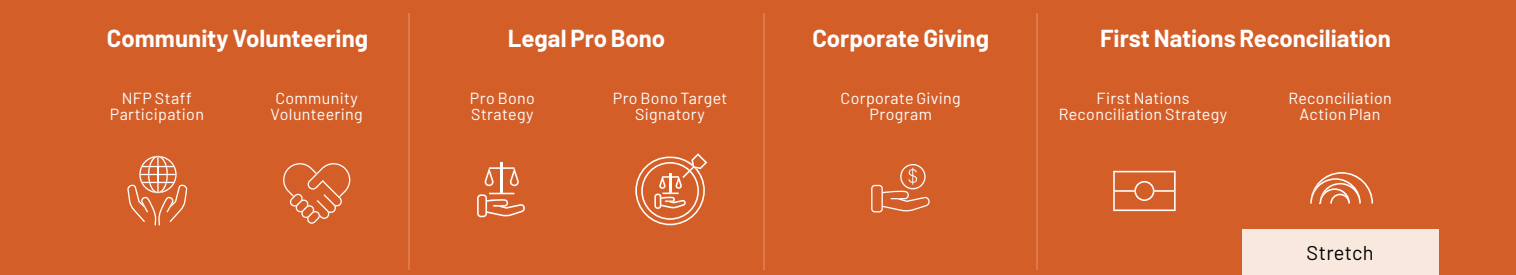 Community Volunteering
Legal Pro Bono
Corporate Giving
First Nations Reconciliation
NFP Staff
Participation
Community
Volunteering
Pro Bono
Strategy
Pro Bono Target
Signatory
Corporate Giving
Program
First Nations
Reconciliation Strategy
Reconciliation
Action Plan
$
Stretch